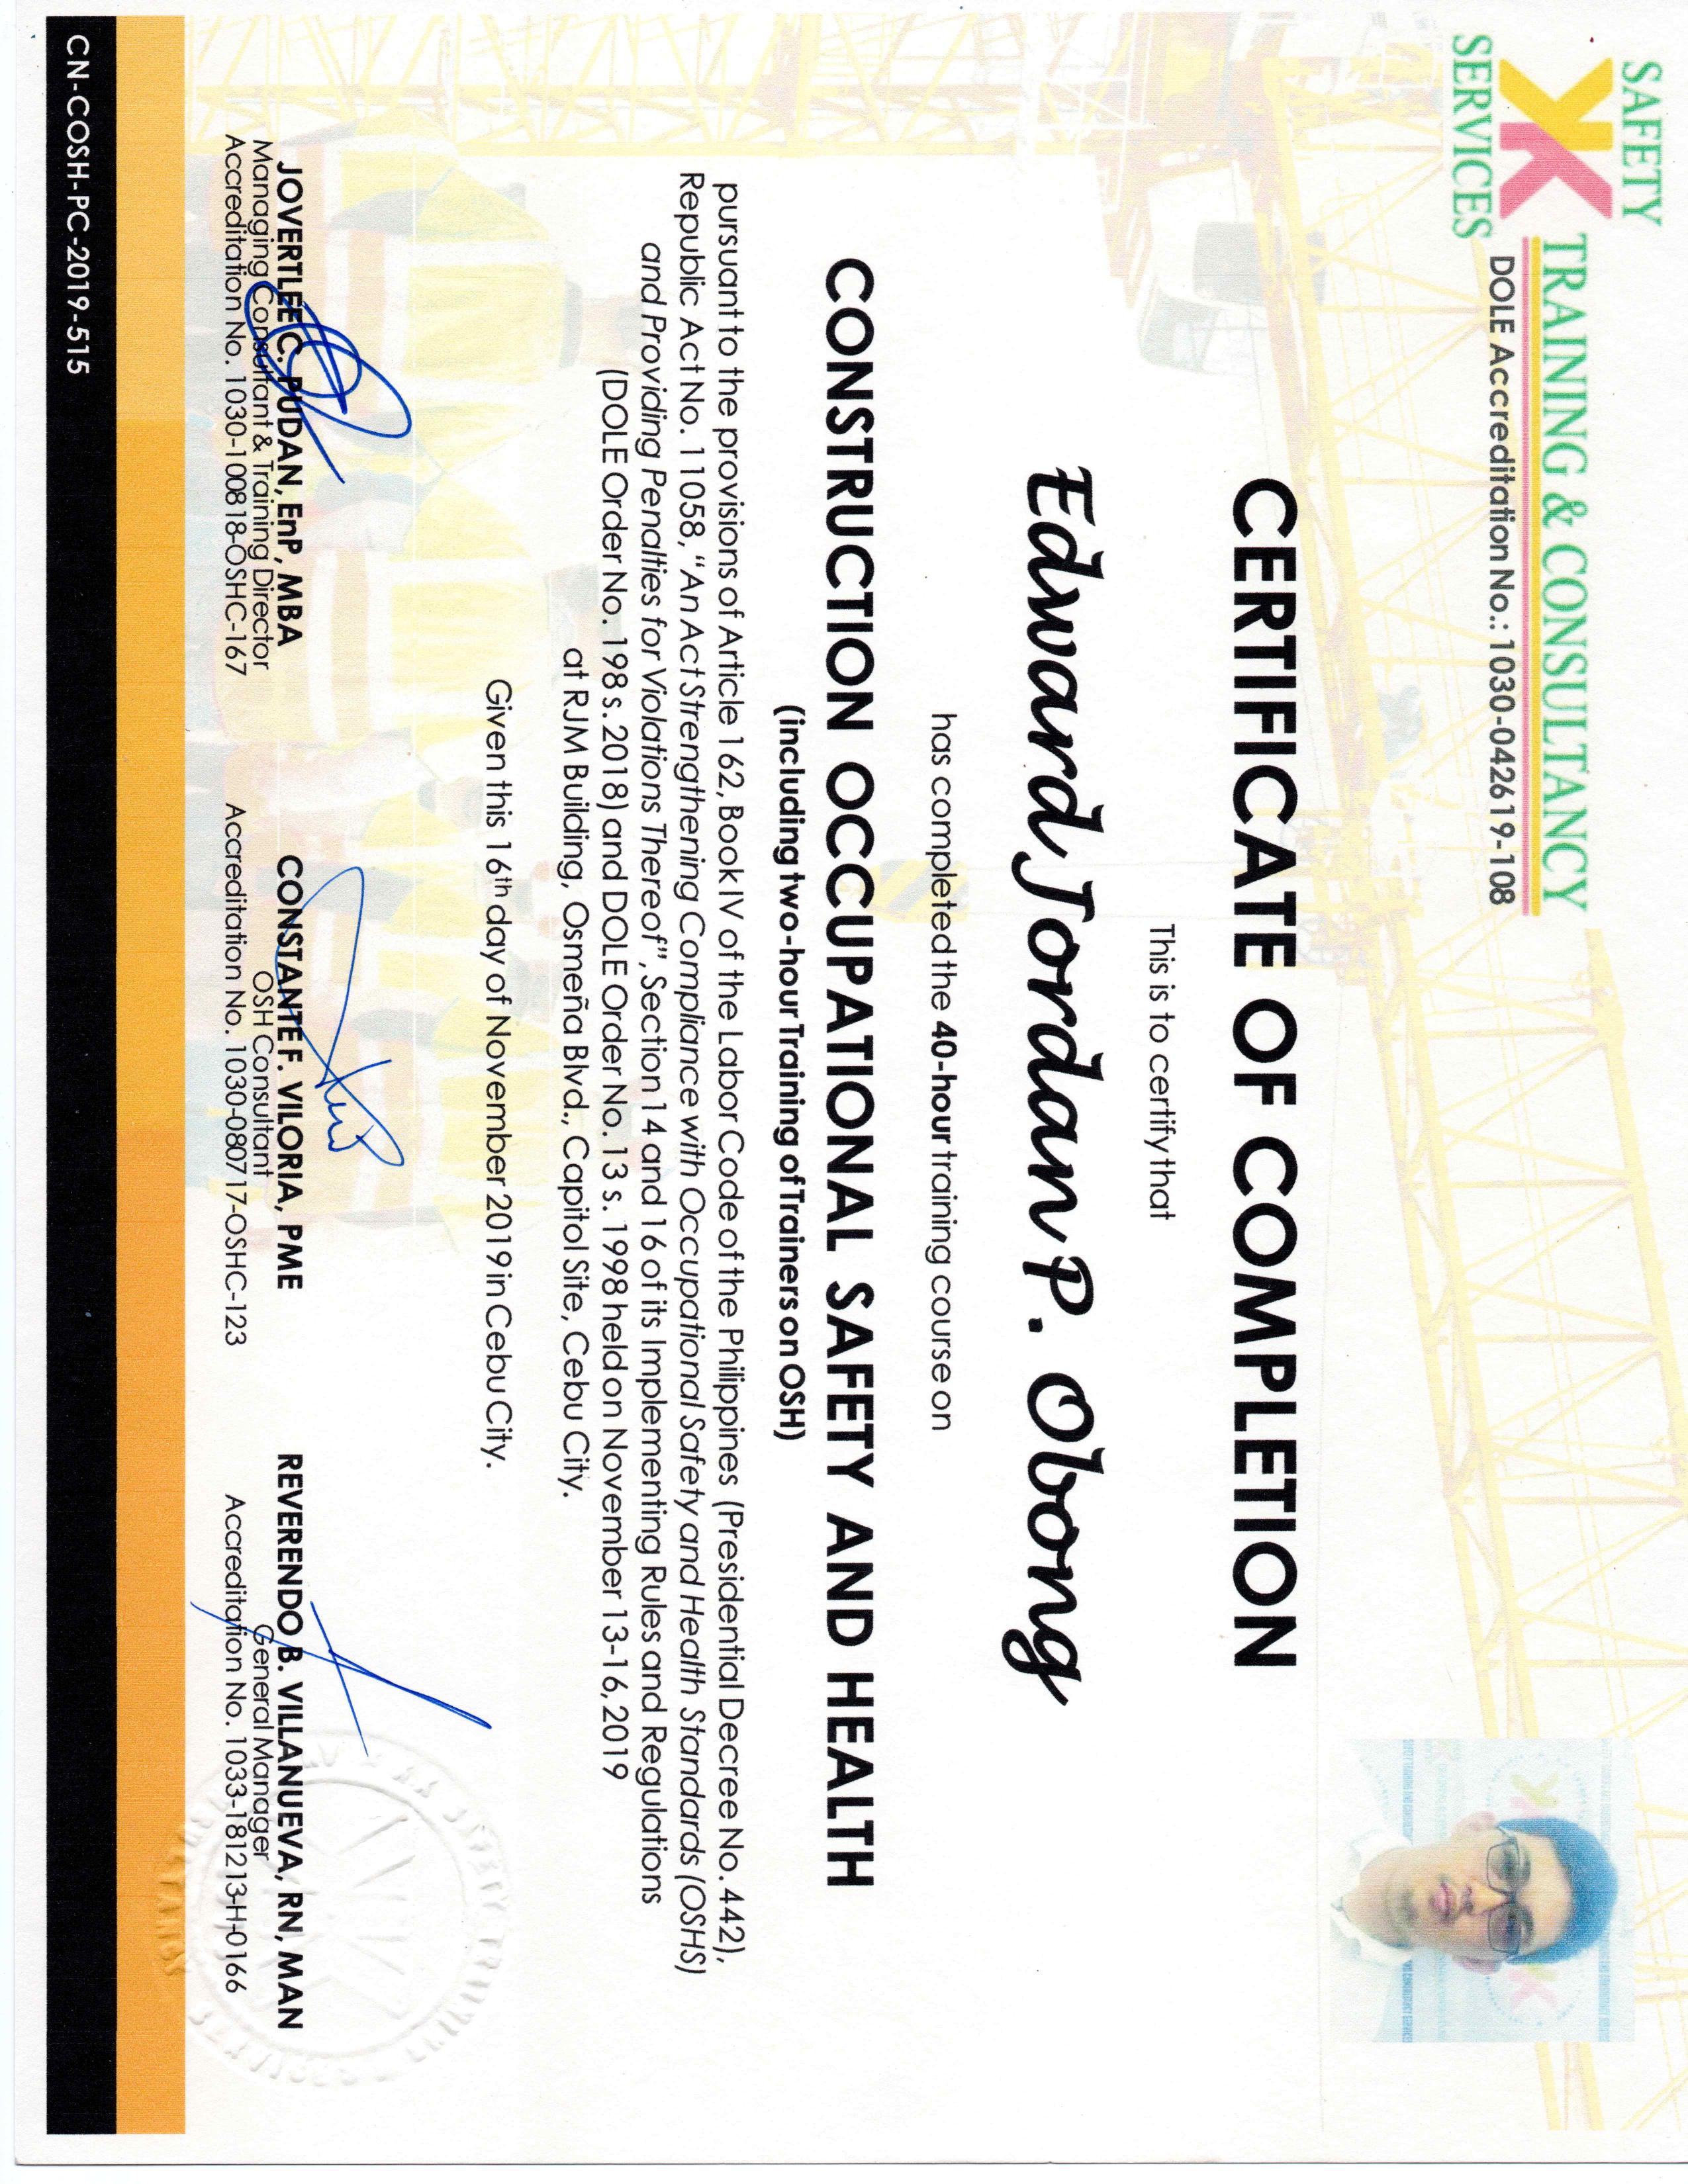 SAFETY
TRAINING & CONSULTANCY
SERVICES
DOLE Accreditation No.: 1030-042619-108
CERTIFICATE OF COMPLETION
This is to certify that
Edward Jordan P. Obong
has completed the 40-hour training course on
CONSTRUCTION OCCUPATIONAL SAFETY AND HEALTH
(including two-hour Training of Trainers on OSH)
pursuant to the provisions of Article 162, Book IV of the Labor Code of the Philippines (Presidential Decree No. 442),
Republic Act No. 11058, “An Act Strengthening Compliance with Occupational Safety and Health Standards (OSHS)
and Providing Penalties for Violations Thereof”, Section 14 and 16 of its Implementing Rules and Regulations
(DOLE Order No. 198 s. 2018) and DOLE Order No. 13 s. 1998 held on November 13-16, 2019
at RJM Building, Osmeña Blvd., Capitol Site, Cebu City.
Given this 16th day of November 2019 in Cebu City.
JOVERTLEE C. PUDAN, EnP, MBA
Managing Consultant & Training Director
Accreditation No. 1030-100818-OSHC-167
CONSTANTE F. VILORIA, PME
OSH Consultant
Accreditation No. 1030-080717-OSHC-123
REVERENDO B. VILLANUEVA, RN, MAN
General Manager
Accreditation No. 1033-181213-H-0166
CN-COSH-PC-2019-515